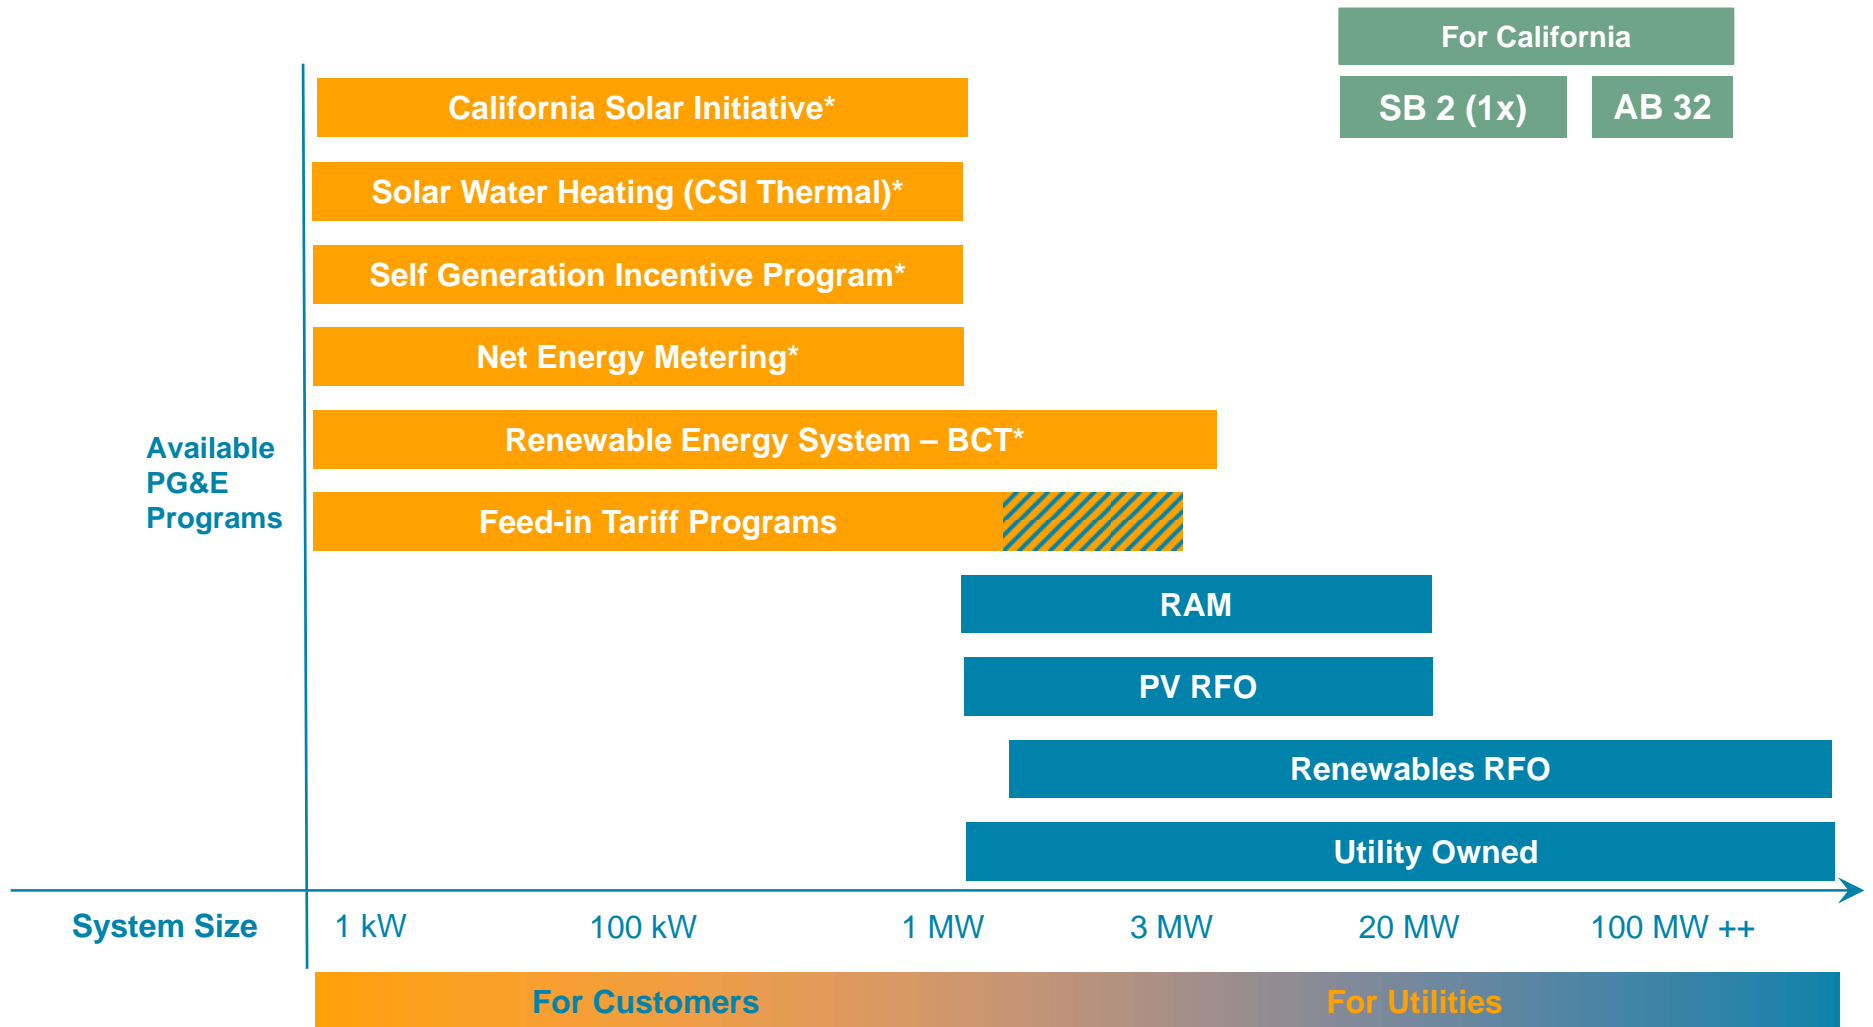 For California
SB 2 (1x)
AB 32
California Solar Initiative*
Solar Water Heating (CSI Thermal)*
Self Generation Incentive Program*
Net Energy Metering*
Renewable Energy System – BCT*
Available
PG&E
Programs
Feed-in Tariff Programs
RAM
PV RFO
Renewables RFO
Utility Owned
System Size
1 kW
100 kW
1 MW
3 MW
20 MW
100 MW ++
For Customers
For Utilities